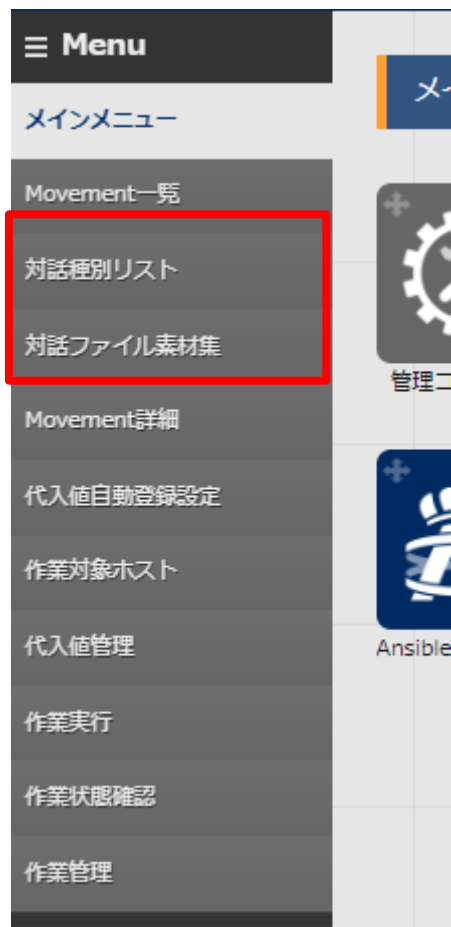 Menu
メインメニュー
Movement一覧
対話種別リスト
対話ファイル素材集
Movement詳細
代入値自動登録設定
作業対象ホスト
代入値管理
作業実行
作業状態確認
作業管理
メイ
管理コ
Ansible